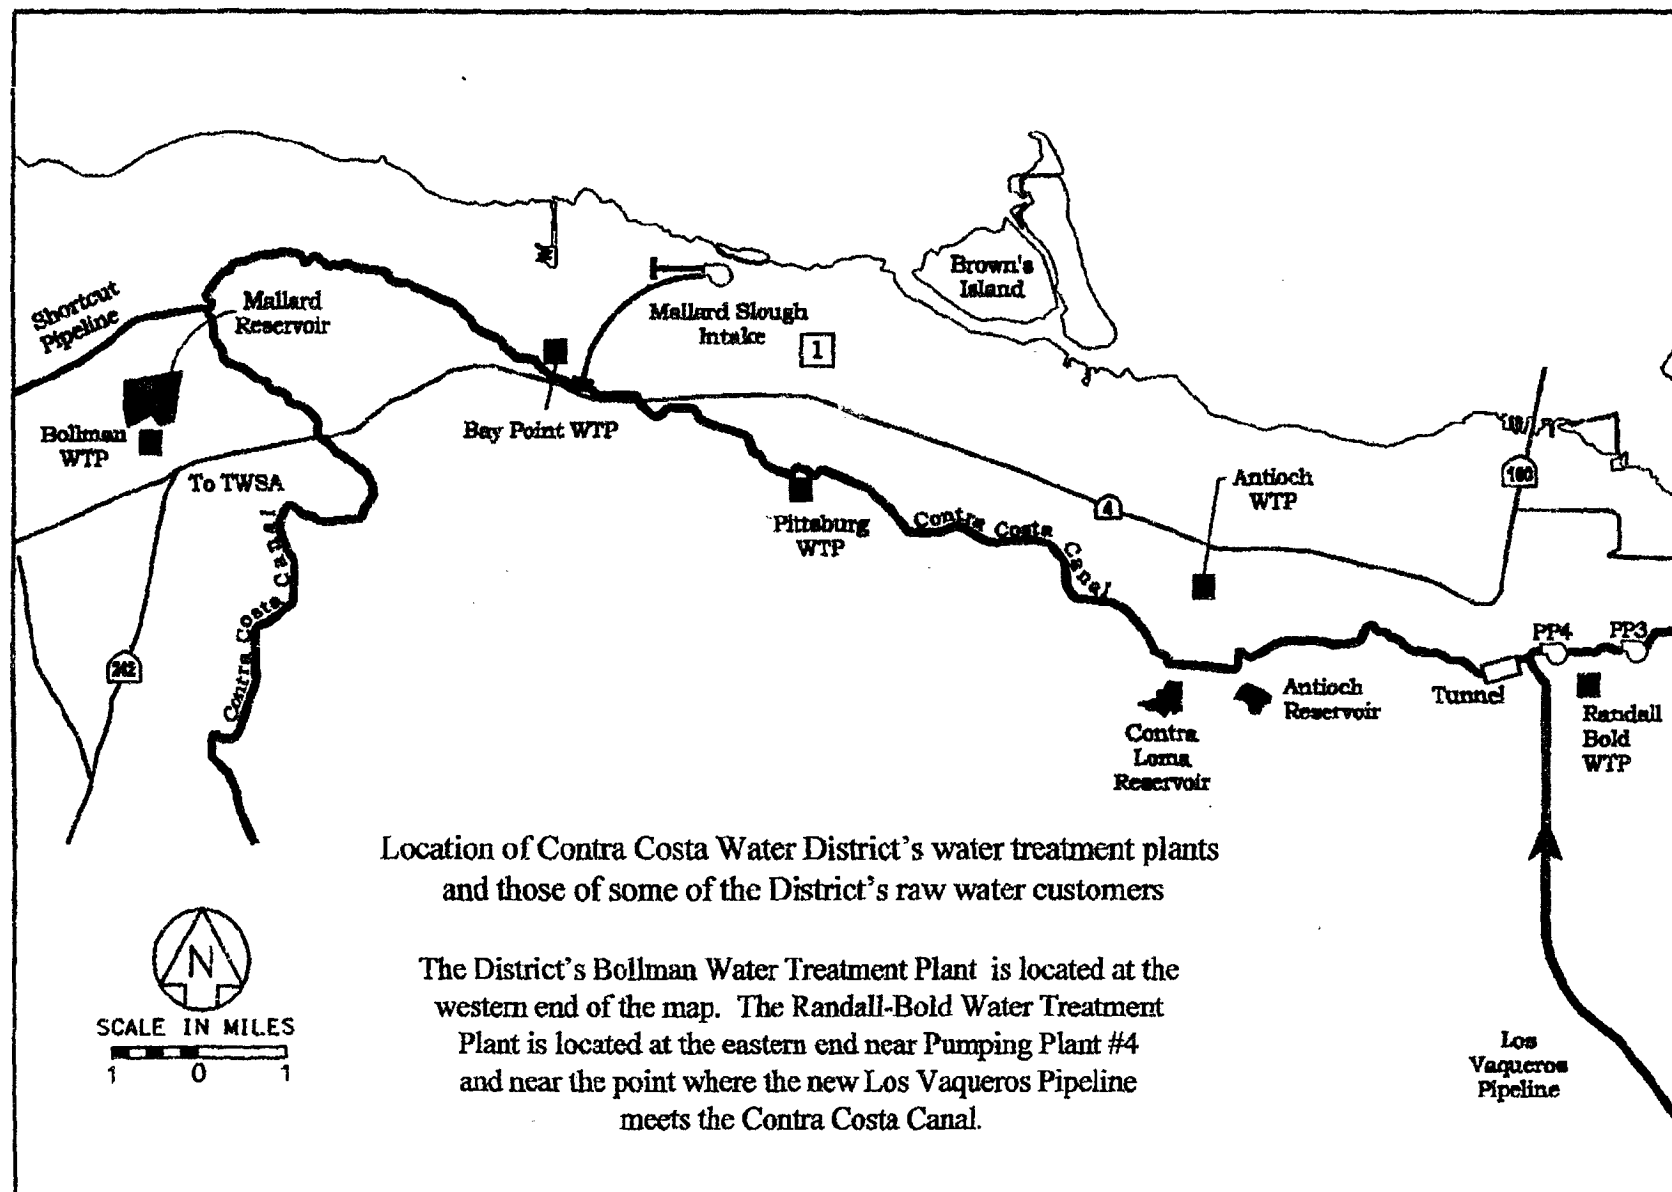 Brown's
Island
Shortcut
Pipeline
Mallard
Reservoir
Mallard Slough
Intake
1
Bollman
WTP
Bay Point WTP
To TWSA
Antioch
WTP
160
4
Pittsburg
WTP
Contra Costa Canal
Contra Costa Canal
242
PP4
PP3
Tunnel
Antioch
Reservoir
Randall
Bold
WTP
Contra
Loma
Reservoir
Location of Contra Costa Water District's water treatment plants
and those of some of the District's raw water customers
N
SCALE IN MILES
1 0 1
The District's Bollman Water Treatment Plant is located at the
western end of the map. The Randall-Bold Water Treatment
Plant is located at the eastern end near Pumping Plant #4
and near the point where the new Los Vaqueros Pipeline
meets the Contra Costa Canal.
Los
Vaqueros
Pipeline